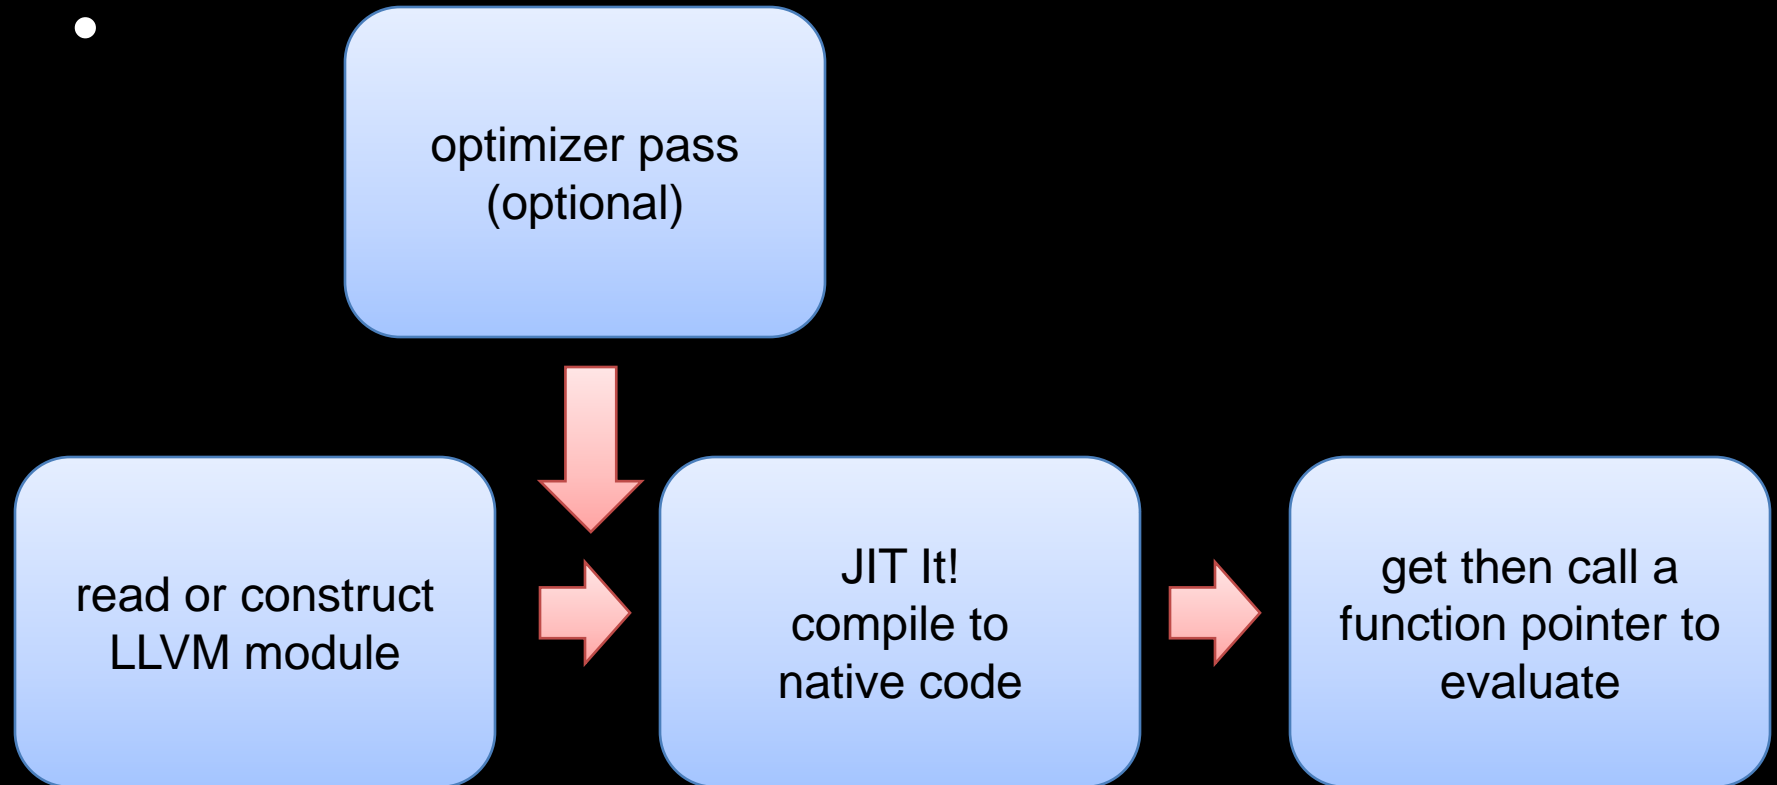 optimizer pass
(optional)
read or construct
LLVM module
JIT It!
compile to
native code
get then call a
function pointer to
evaluate